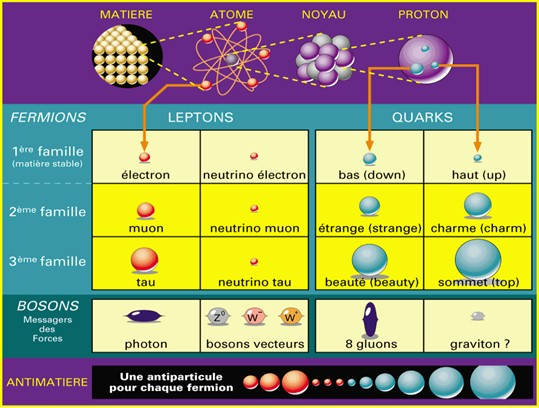 MATIERE ATOME NOYAU PROTON
FERMIONS LEPTONS QUARKS
1ère famille
(matière stable)
électron neutrino électron bas (down) haut (up)
2ème famille
muon neutrino muon étrange (strange) charme (charm)
3ème famille
tau neutrino tau beauté (beauty) sommet (top)
BOSONS
Messagers
des
Forces
z° w⁻ w⁺
photon bosons vecteurs 8 gluons graviton ?
ANTIMATIERE
Une antiparticule
pour chaque fermion